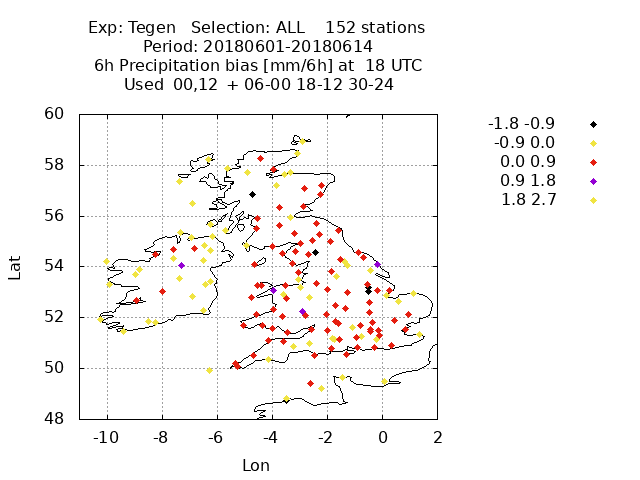 Exp: Tegen   Selection: ALL    152 stations
Period: 20180601-20180614
6h Precipitation bias [mm/6h] at  18 UTC
Used  00,12  + 06-00 18-12 30-24
-1.8 -0.9
-0.9 0.0
0.0 0.9
0.9 1.8
1.8 2.7
60
58
56
54
52
50
48
Lat
-10 -8 -6 -4 -2 0 2
Lon